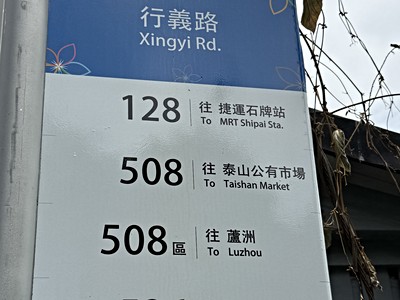 行義路
Xingyi Rd.
128 往 捷運石牌站
To MRT Shipai Sta.
508 往 泰山公有市場
To Taishan Market
508區 往 蘆洲
To Luzhou